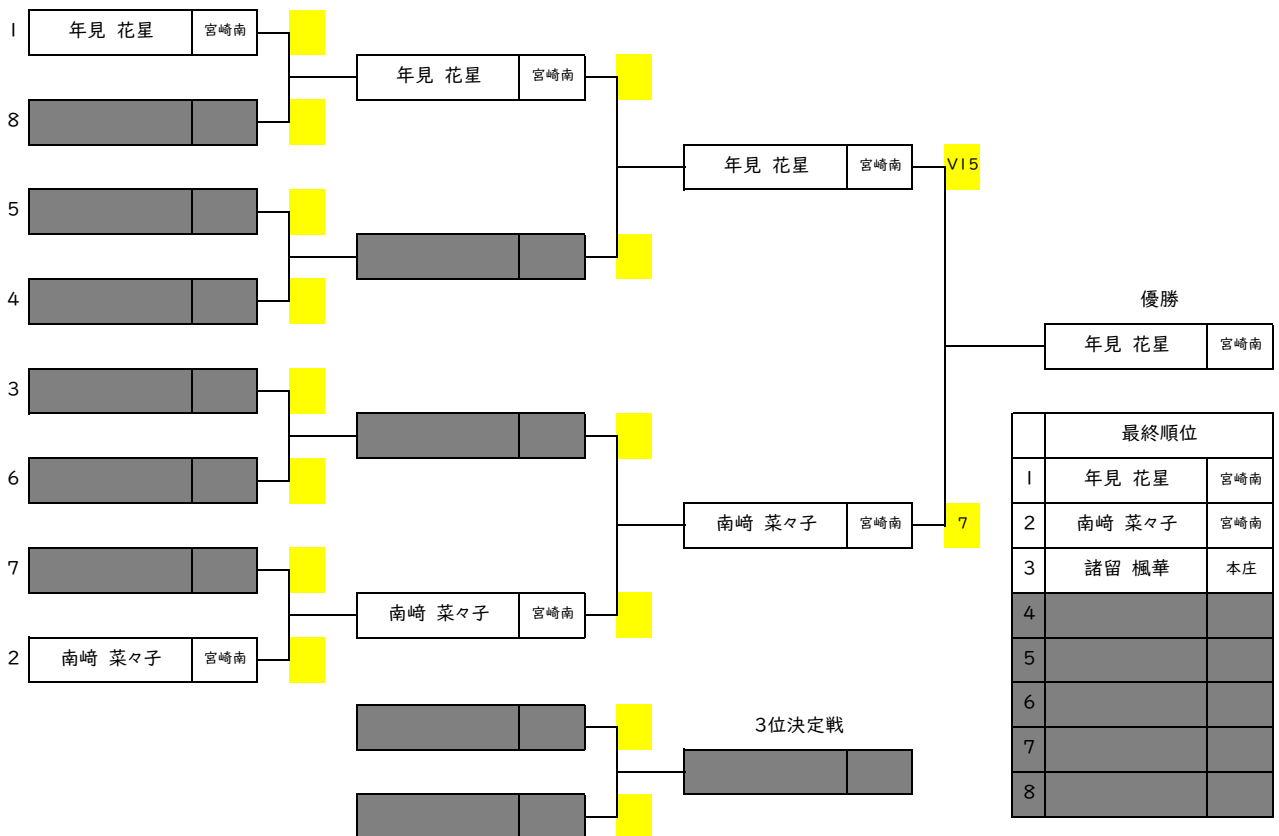 1 年見 花星 宮崎南
年見 花星 宮崎南
8
年見 花星 宮崎南 V15
5
4
優勝
年見 花星 宮崎南
3
最終順位
6
1 年見 花星 宮崎南
南﨑 菜々子 宮崎南 7
2 南﨑 菜々子 宮崎南
7
3 諸留 楓華 本庄
南﨑 菜々子 宮崎南
4
2 南﨑 菜々子 宮崎南
5
6
3位決定戦
7
8